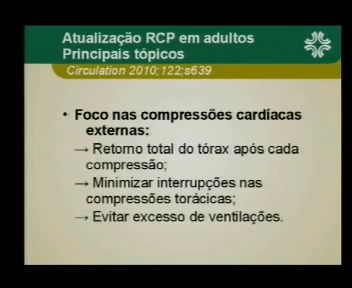 Atualização RCP em adultos
Principais tópicos
Circulation 2010;122;s639
• Foco nas compressões cardíacas
externas:
→ Retorno total do tórax após cada
compressão;
→ Minimizar interrupções nas
compressões torácicas;
→ Evitar excesso de ventilações.